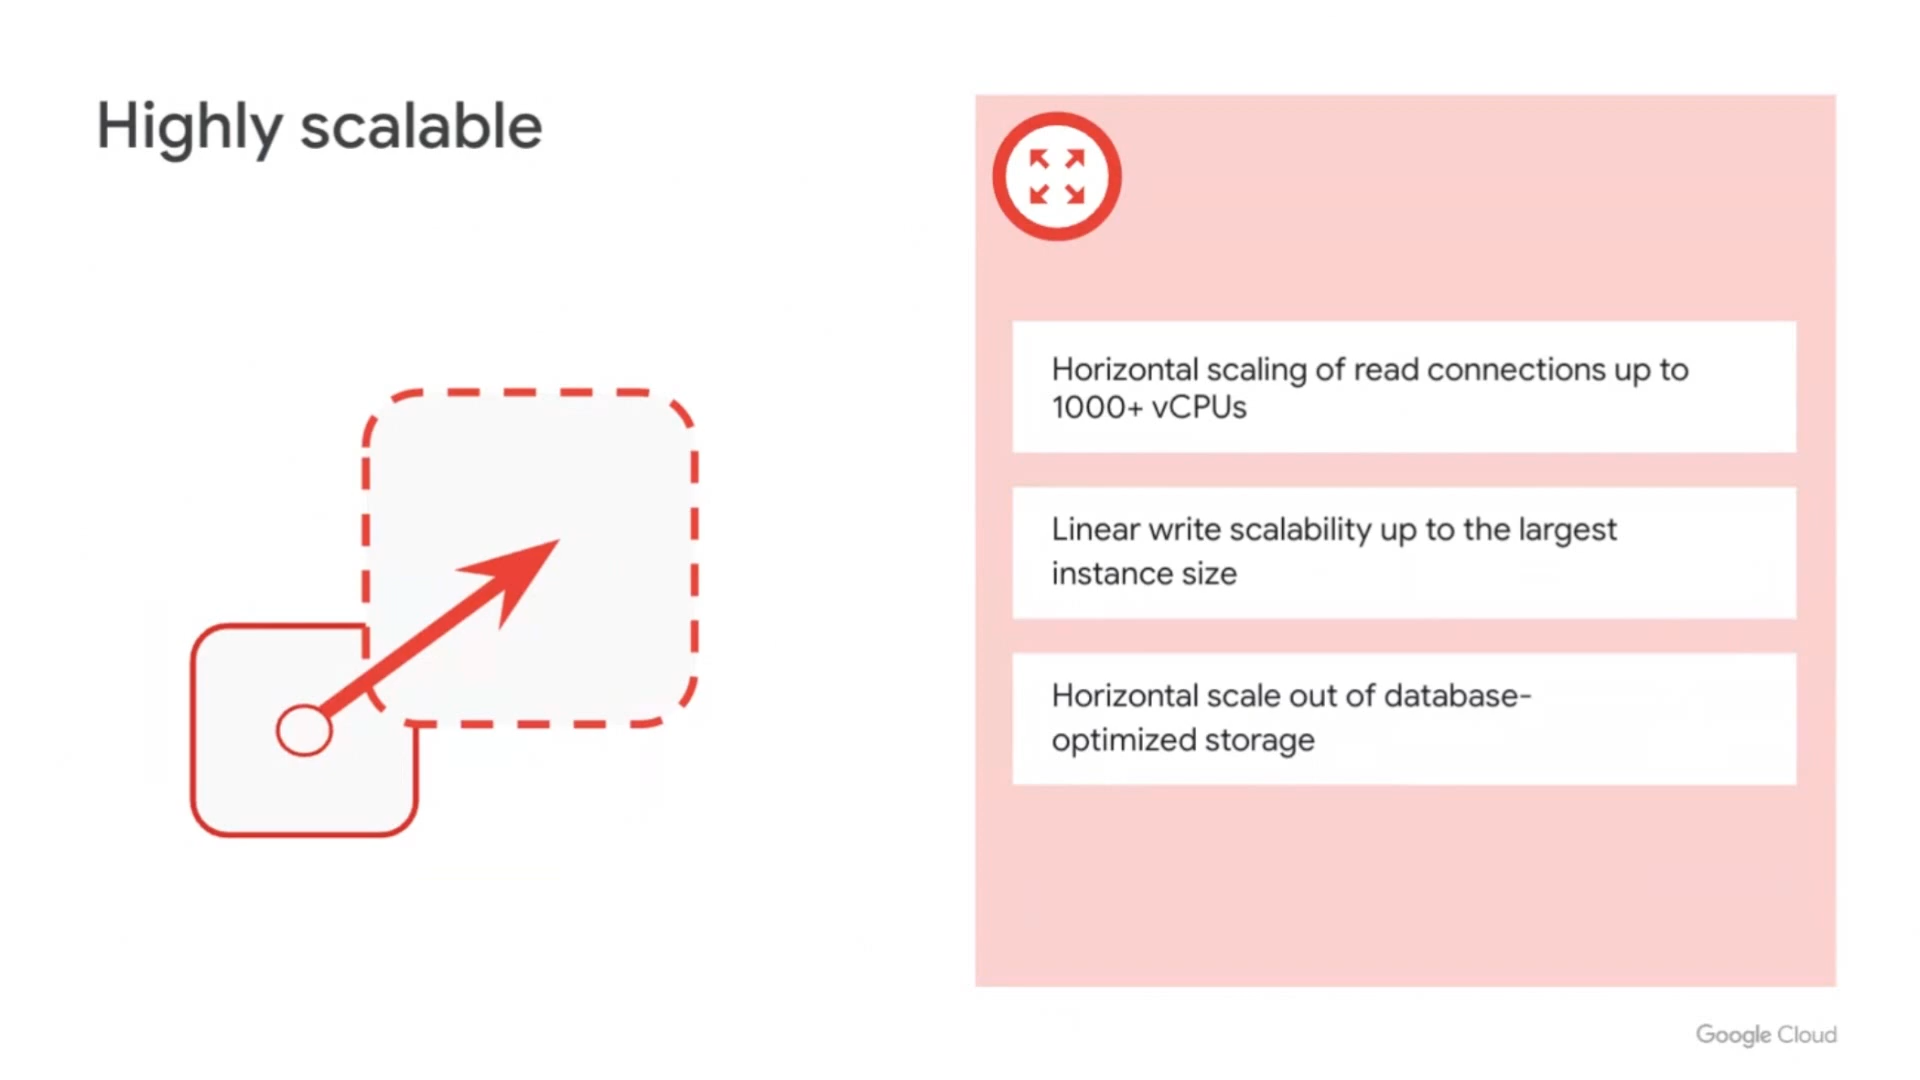 Highly scalable
Horizontal scaling of read connections up to
1000+ vCPUs
Linear write scalability up to the largest
instance size
Horizontal scale out of database-
optimized storage
Google Cloud